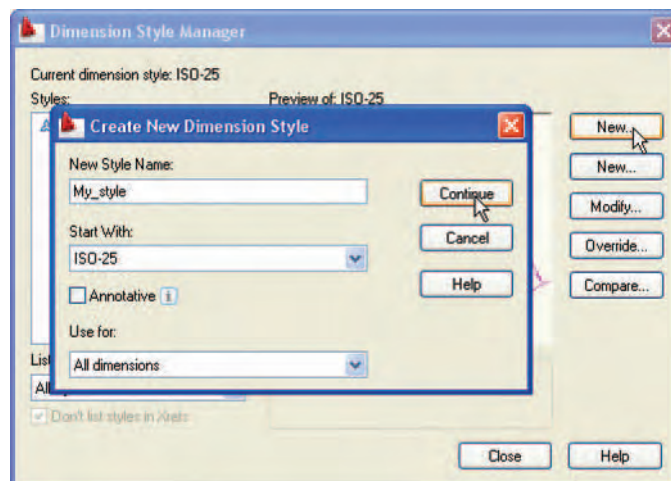 Dimension Style Manager
Current dimension style: ISO-25
Styles:
Preview of: ISO-25
New...
New...
Modify...
Override...
Compare...
Create New Dimension Style
New Style Name:
My_style
Continue
Start With:
Cancel
ISO-25
Help
Annotative
Use for:
All dimensions
Don't list styles in Xrefs
Close
Help